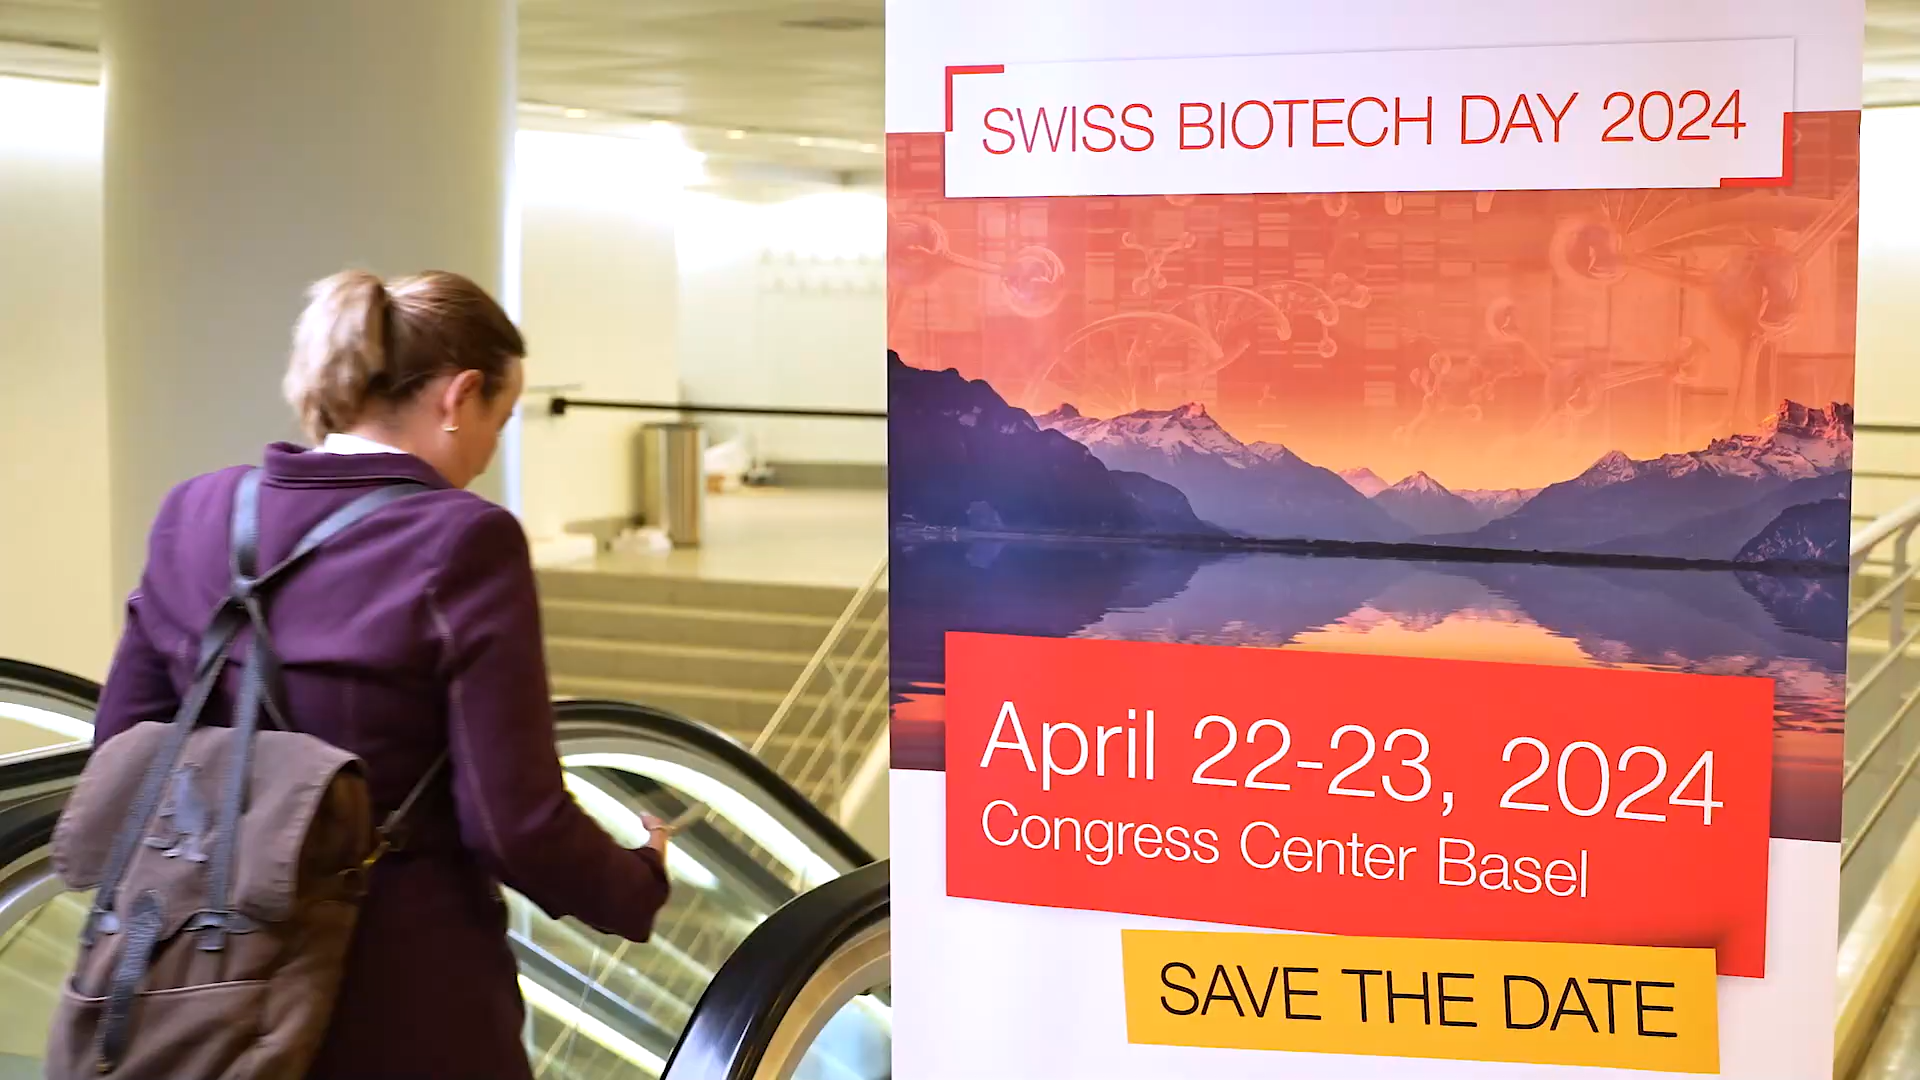 SWISS BIOTECH DAY 2024
April 22-23, 2024
Congress Center Basel
SAVE THE DATE